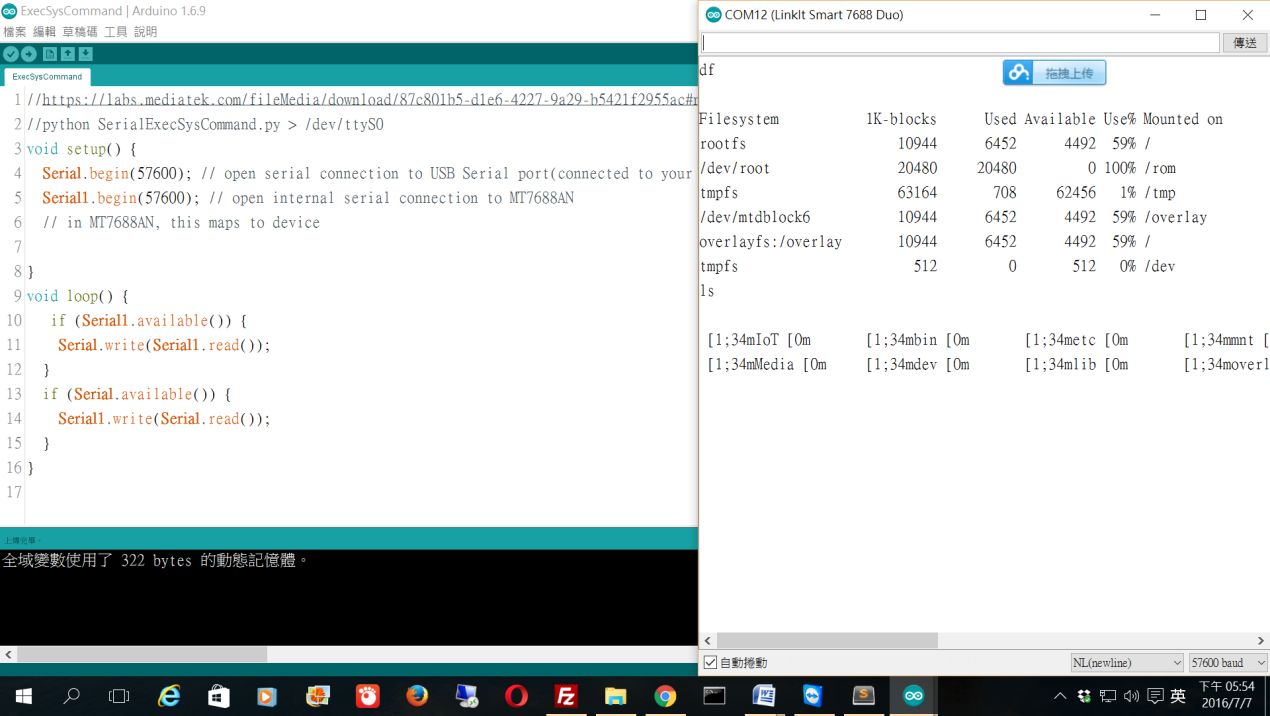 ExecSysCommand | Arduino 1.6.9
檔案 編輯 草稿碼 工具 說明
ExecSysCommand
1 //https://labs.mediatek.com/fileMedia/download/87c801b5-d1e6-4227-9a29-b5421f2955ac#r
2 //python SerialExecSysCommand.py > /dev/ttyS0
3 void setup() {
4 Serial.begin(57600); // open serial connection to USB Serial port(connected to your
5 Serial1.begin(57600); // open internal serial connection to MT7688AN
6 // in MT7688AN, this maps to device
7
8 }
9 void loop() {
10 if (Serial1.available()) {
11 Serial.write(Serial1.read());
12 }
13 if (Serial.available()) {
14 Serial1.write(Serial.read());
15 }
16 }
17
上傳完畢。
全域變數使用了 322 bytes 的動態記憶體。
COM12 (LinkIt Smart 7688 Duo)
傳送
拖拽上传
df
Filesystem 1K-blocks Used Available Use% Mounted on
rootfs 10944 6452 4492 59% /
/dev/root 20480 20480 0 100% /rom
tmpfs 63164 708 62456 1% /tmp
/dev/mtdblock6 10944 6452 4492 59% /overlay
overlayfs:/overlay 10944 6452 4492 59% /
tmpfs 512 0 512 0% /dev
ls
[1;34mIoT [0m [1;34mbin [0m [1;34metc [0m [1;34mmnt [
[1;34mMedia [0m [1;34mdev [0m [1;34mlib [0m [1;34moverl
自動捲動
NL(newline)
57600 baud
英
下午 05:54
2016/7/7